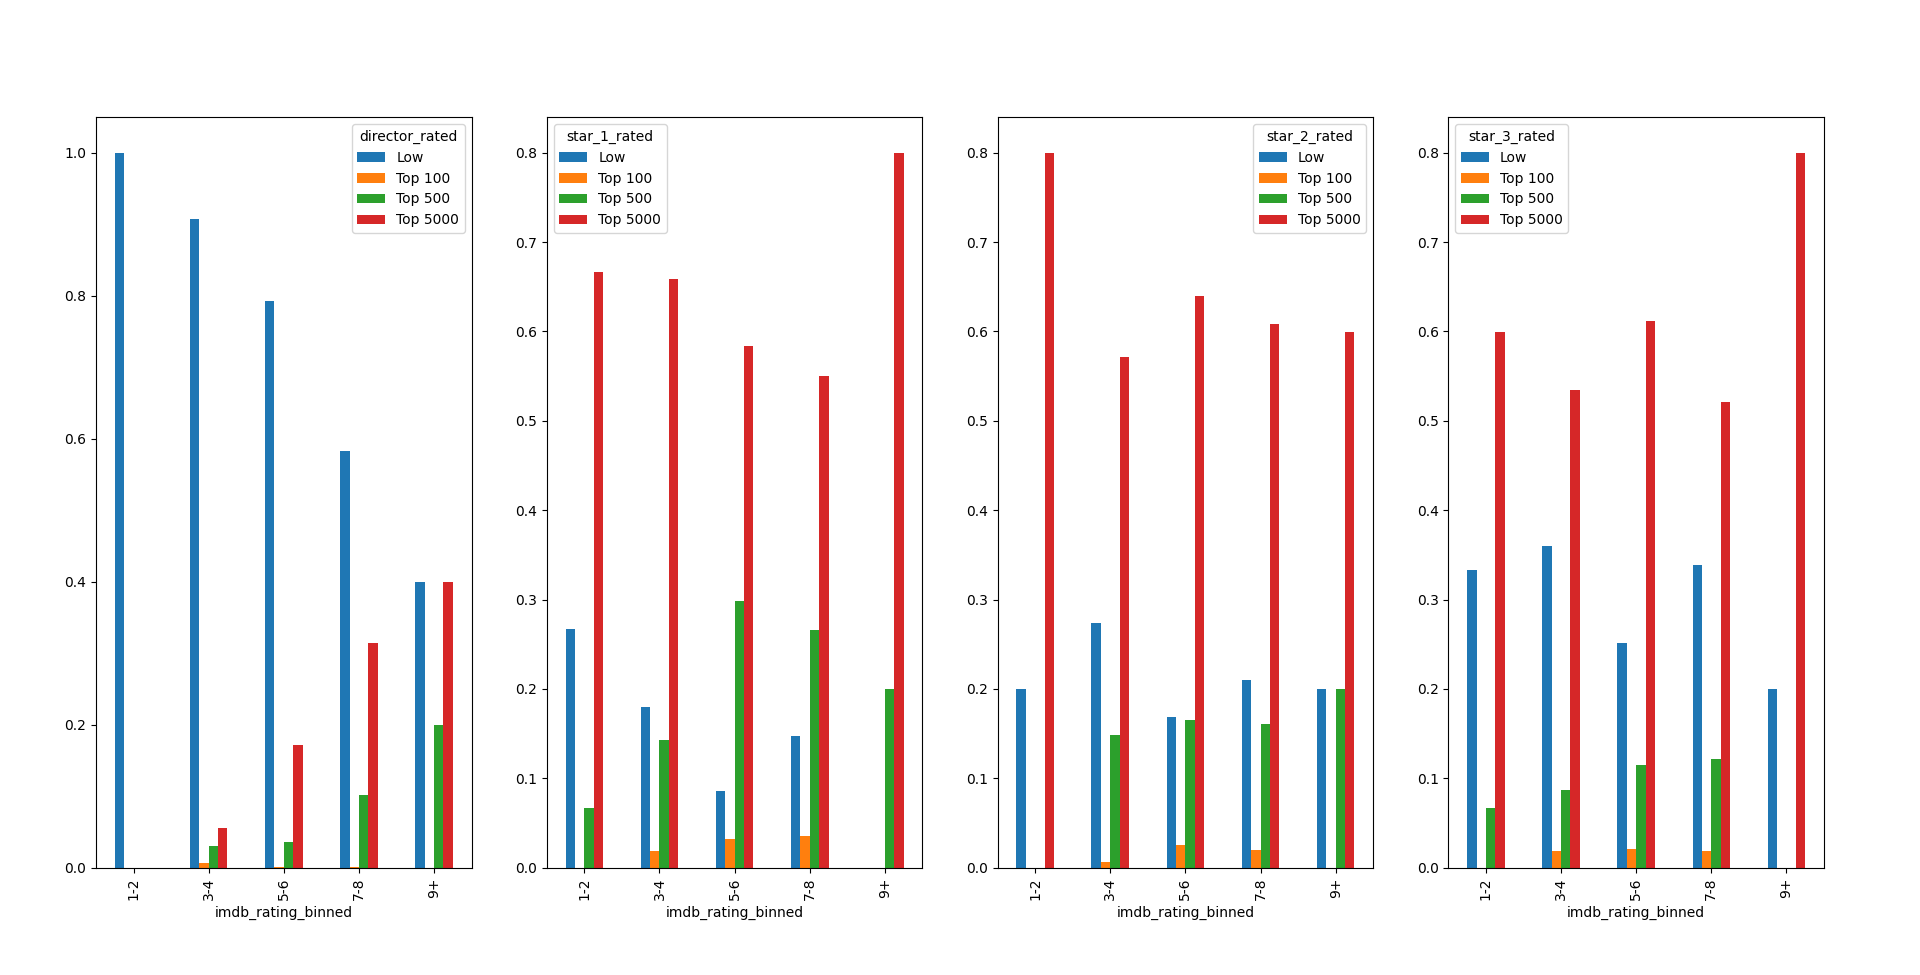 director_rated
Low
Top 100
Top 500
Top 5000
1.0
0.8
0.6
0.4
0.2
0.0
1-2
3-4
5-6
7-8
9+
imdb_rating_binned
star_1_rated
Low
Top 100
Top 500
Top 5000
0.8
0.7
0.6
0.5
0.4
0.3
0.2
0.1
0.0
1-2
3-4
5-6
7-8
9+
imdb_rating_binned
star_2_rated
Low
Top 100
Top 500
Top 5000
0.8
0.7
0.6
0.5
0.4
0.3
0.2
0.1
0.0
1-2
3-4
5-6
7-8
9+
imdb_rating_binned
star_3_rated
Low
Top 100
Top 500
Top 5000
0.8
0.7
0.6
0.5
0.4
0.3
0.2
0.1
0.0
1-2
3-4
5-6
7-8
9+
imdb_rating_binned